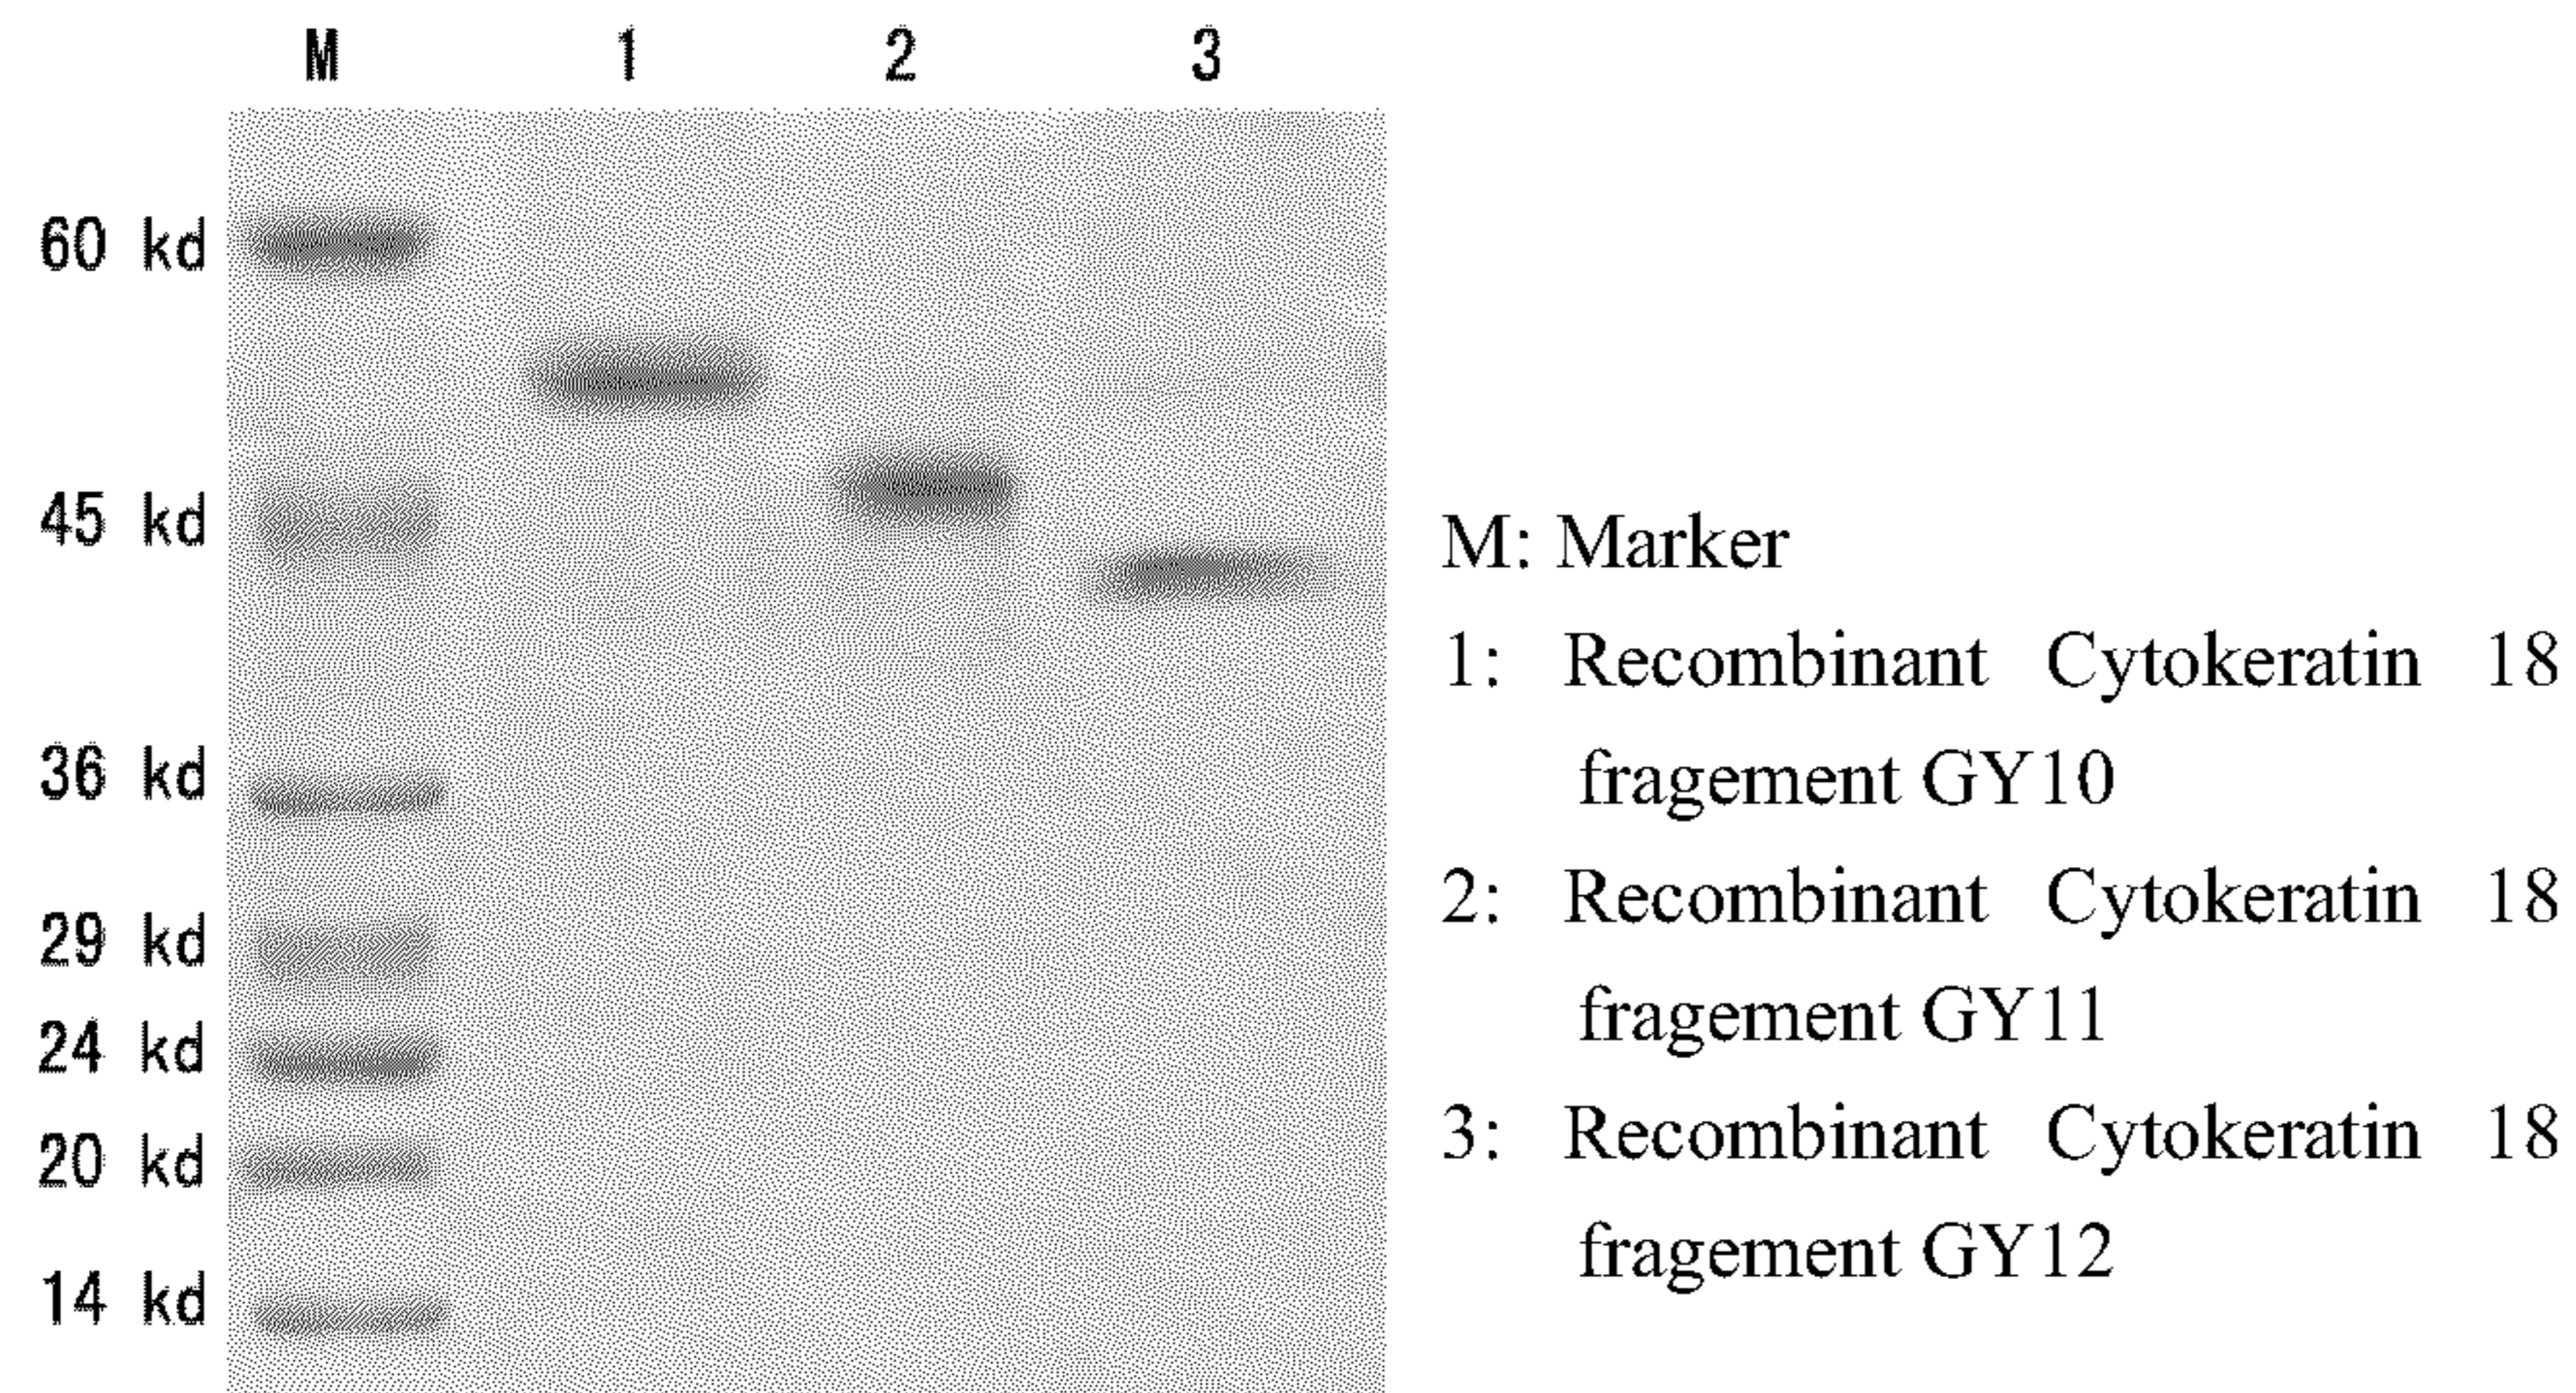 M 1 2 3
60 kd
45 kd
36 kd
29 kd
24 kd
20 kd
14 kd
M: Marker
1: Recombinant Cytokeratin 18
fragement GY10
2: Recombinant Cytokeratin 18
fragement GY11
3: Recombinant Cytokeratin 18
fragement GY12